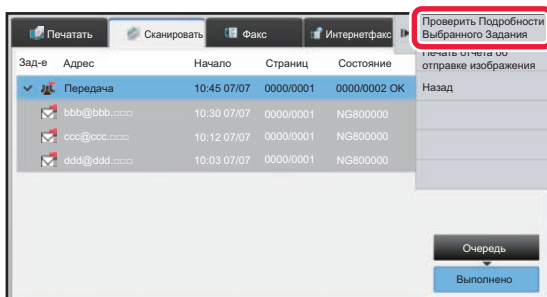 Печатать Сканировать Факс Интернетфакс
Проверить Подробности
Выбранного Задания
Печать отчета об
отправке изображения
Назад
Зад-е Адрес Начало Страниц Состояние
Передача 10:45 07/07 0000/0001 0000/0002 OK
bbb@bbb.□□□ 10:30 07/07 0000/0001 NG800000
ccc@ccc.□□□ 10:12 07/07 0000/0001 NG800000
ddd@ddd.□□□ 10:03 07/07 0000/0001 NG800000
Очередь
Выполнено